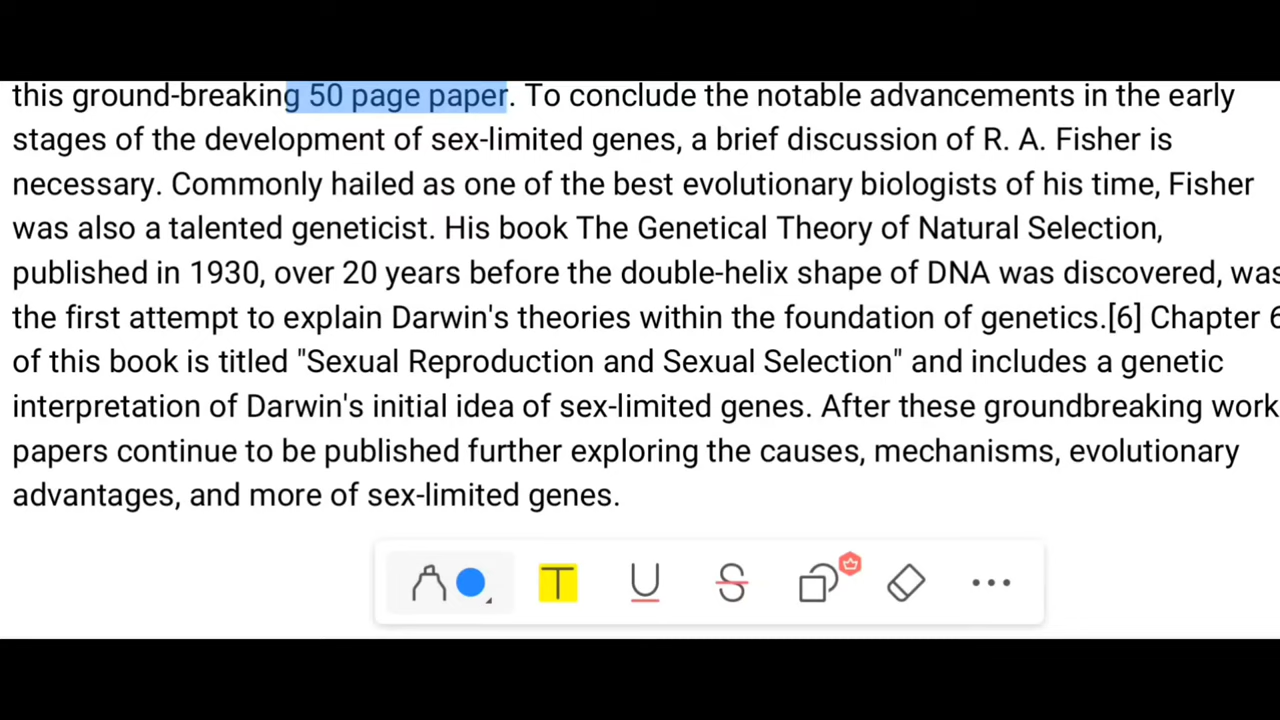 this ground-breaking 50 page paper. To conclude the notable advancements in the early
stages of the development of sex-limited genes, a brief discussion of R. A. Fisher is
necessary. Commonly hailed as one of the best evolutionary biologists of his time, Fisher
was also a talented geneticist. His book The Genetical Theory of Natural Selection,
published in 1930, over 20 years before the double-helix shape of DNA was discovered, was
the first attempt to explain Darwin's theories within the foundation of genetics.[6] Chapter 6
of this book is titled "Sexual Reproduction and Sexual Selection" and includes a genetic
interpretation of Darwin's initial idea of sex-limited genes. After these groundbreaking work
papers continue to be published further exploring the causes, mechanisms, evolutionary
advantages, and more of sex-limited genes.
T U S